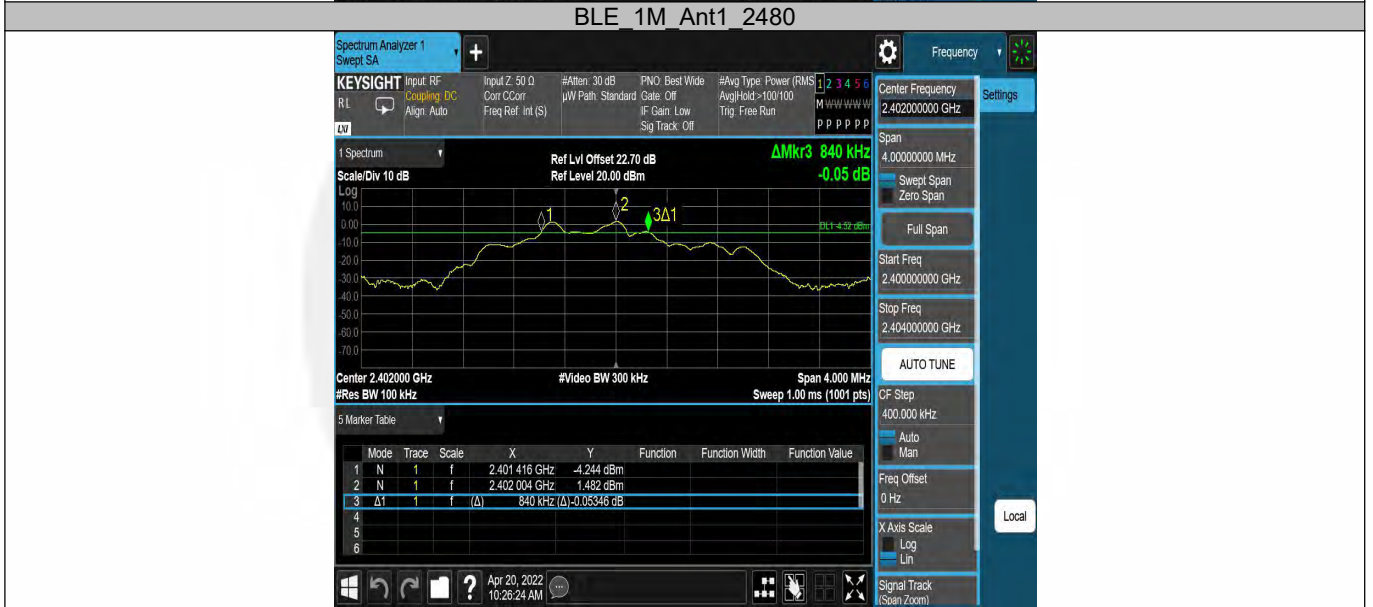 BLE_1M_Ant1_2480
Spectrum Analyzer 1
Swept SA
Frequency
KEYSIGHT
RL
LXI
Input: RF
Coupling: DC
Align: Auto
Input Z: 50 Ω
Corr CCorr
Freq Ref: Int (S)
#Atten: 30 dB
µW Path: Standard
PNO: Best Wide
Gate: Off
IF Gain: Low
Sig Track: Off
#Avg Type: Power (RMS
Avg|Hold:>100/100
Trig: Free Run
1 2 3 4 5 6
M W W W W W
P P P P P P
1 Spectrum
Scale/Div 10 dB
Ref Lvl Offset 22.70 dB
Ref Level 20.00 dBm
ΔMkr3 840 kHz
-0.05 dB
Log
10.0
0.00
-10.0
-20.0
-30.0
-40.0
-50.0
-60.0
-70.0
1
2
3Δ1
DL1 -4.52 dBm
Center 2.402000 GHz
#Video BW 300 kHz
Span 4.000 MHz
#Res BW 100 kHz
Sweep 1.00 ms (1001 pts)
5 Marker Table
Mode Trace Scale X Y Function Function Width Function Value
1 N 1 f 2.401 416 GHz -4.244 dBm
2 N 1 f 2.402 004 GHz 1.482 dBm
3 Δ1 1 f (Δ) 840 kHz (Δ) -0.05346 dB
4
5
6
?
Apr 20, 2022
10:26:24 AM
Center Frequency
2.402000000 GHz
Settings
Span
4.00000000 MHz
Swept Span
Zero Span
Full Span
Start Freq
2.400000000 GHz
Stop Freq
2.404000000 GHz
AUTO TUNE
CF Step
400.000 kHz
Auto
Man
Freq Offset
0 Hz
X Axis Scale
Log
Lin
Local
Signal Track
(Span Zoom)